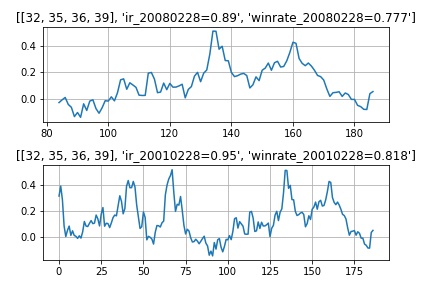 [[32, 35, 36, 39], 'ir_20080228=0.89', 'winrate_20080228=0.777']
0.4
0.2
0.0
80 100 120 140 160 180
[[32, 35, 36, 39], 'ir_20010228=0.95', 'winrate_20010228=0.818']
0.4
0.2
0.0
0 25 50 75 100 125 150 175